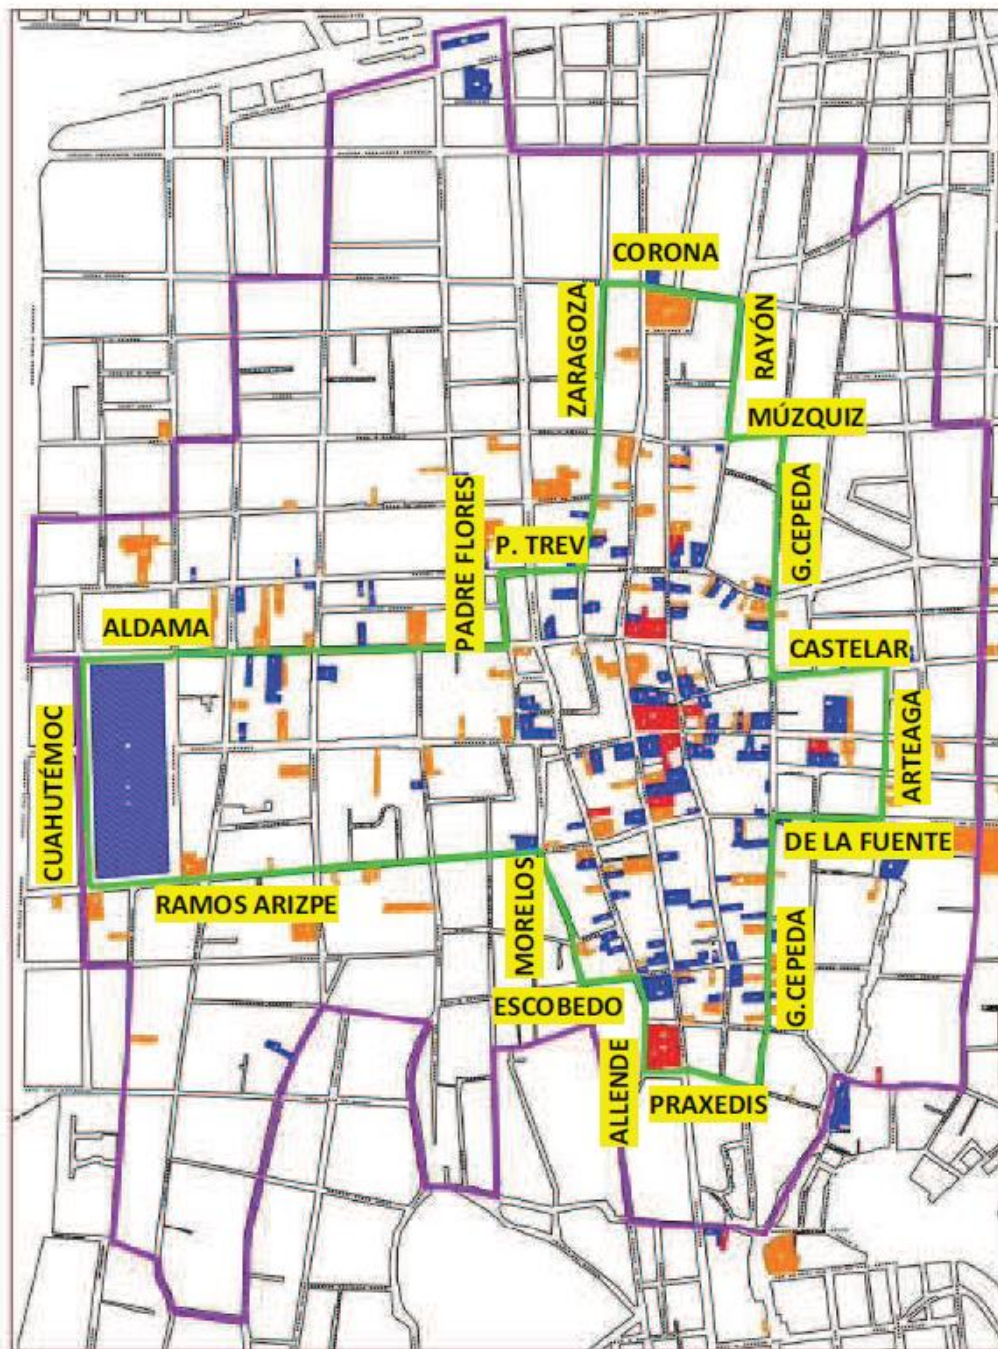 CORONA
ZARAGOZA
RAYÓN
MÚZQUIZ
PADRE FLORES
G. CEPEDA
P. TREV
ALDAMA
CASTELAR
CUAHUTÉMOC
ARTEAGA
DE LA FUENTE
RAMOS ARIZPE
MORELOS
G. CEPEDA
ESCOBEDO
ALLENDE
PRAXEDIS